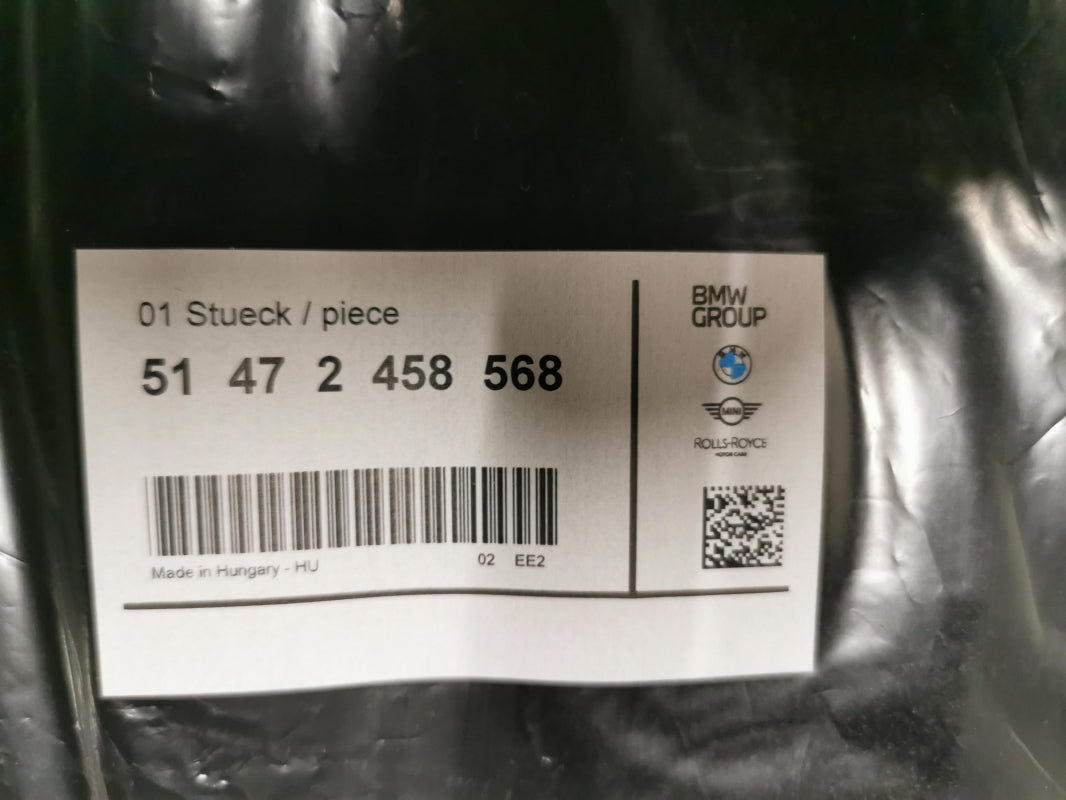 01 Stueck / piece
51 47 2 458 568
Made in Hungary - HU
02 EE2
BMW
GROUP
BMW
MINI
ROLLS-ROYCE
MOTOR CARS